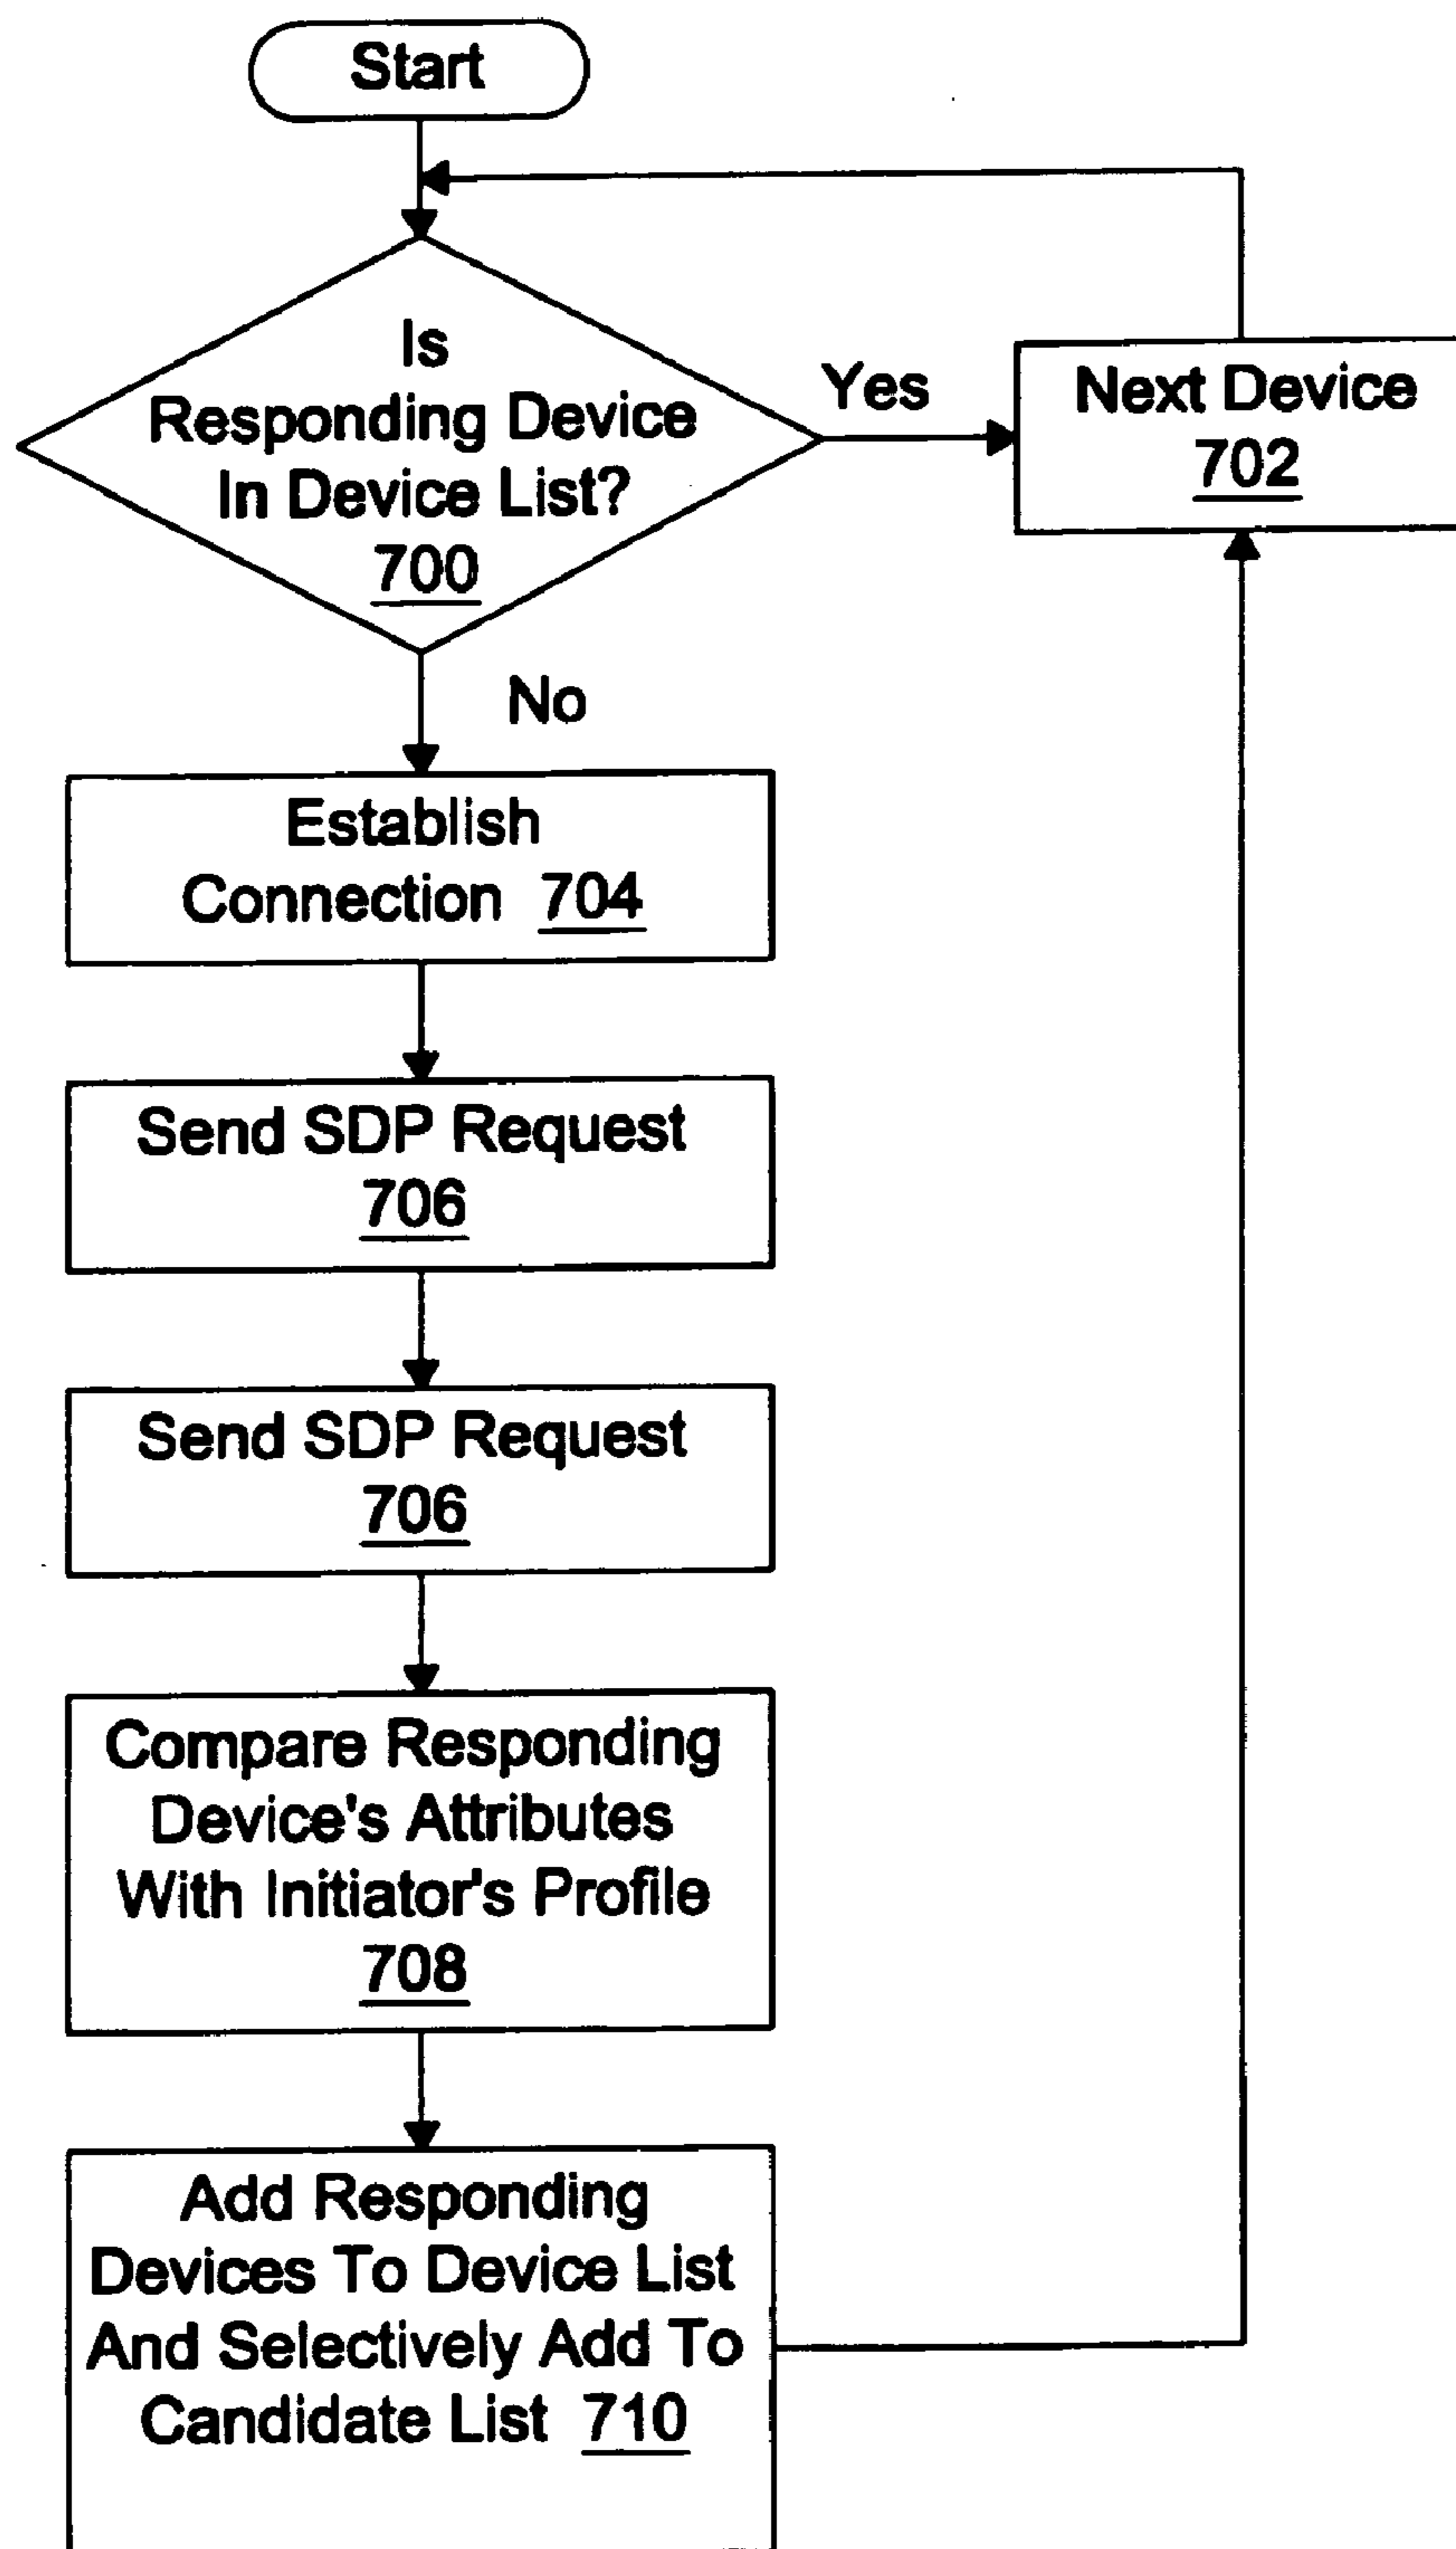 Start
Is
Responding Device
In Device List?
700
Yes
Next Device
702
No
Establish
Connection 704
Send SDP Request
706
Send SDP Request
706
Compare Responding
Device's Attributes
With Initiator's Profile
708
Add Responding
Devices To Device List
And Selectively Add To
Candidate List 710